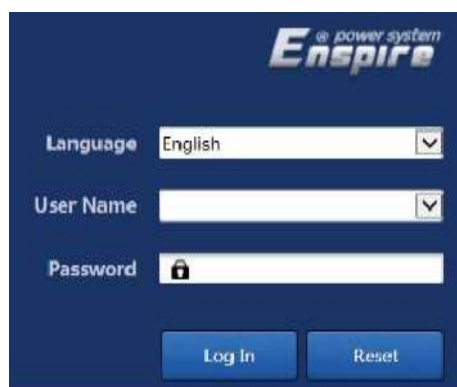 @ power system
Enspire
Language English
User Name
Password
Log In Reset